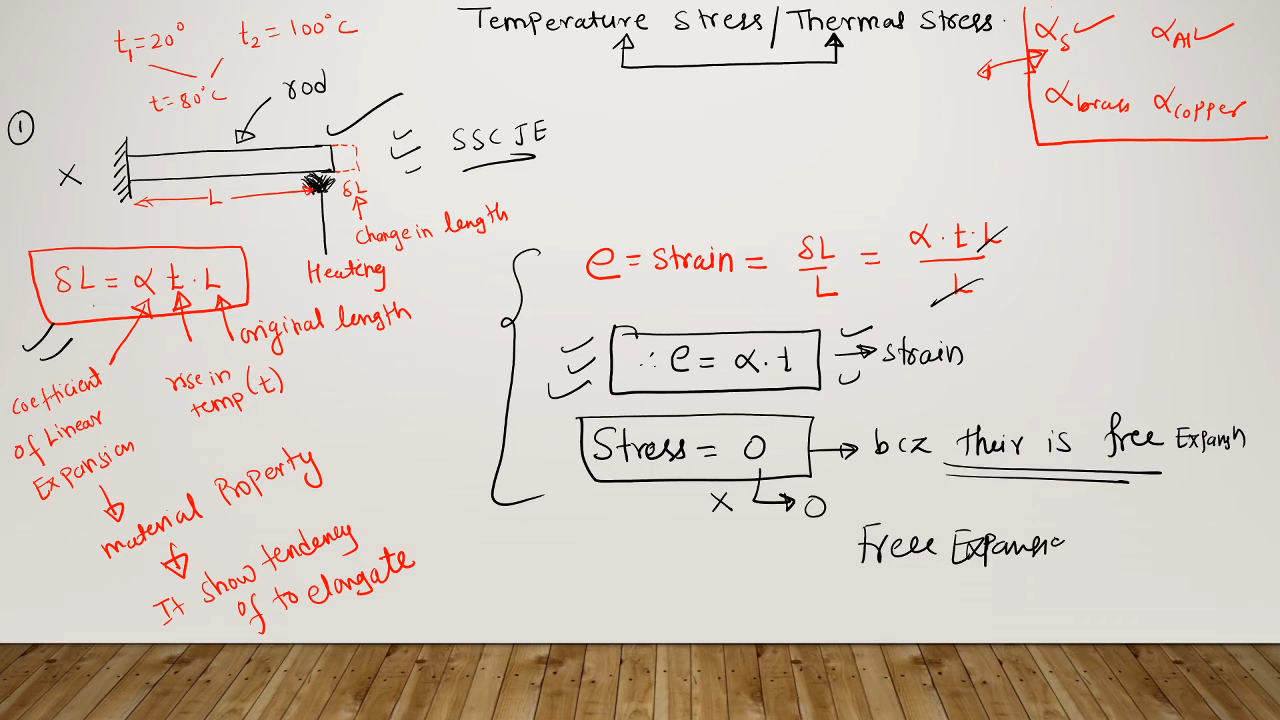 Temperature Stress / Thermal Stress
t₁=20° t₂=100°C
t=80°C
αs αAl
αbrass αcopper
① rod
SSC JE
x L δL
Change in length
Heating
δL = α t · L
original length
rise in
temp (t)
coefficient
of Linear
Expansion
material Property
It show tendency
of to elongate
e = strain = δL/L = α · t · L/L
∴ e = α · t → strain
Stress = 0 → bcz their is free
x 0
Free